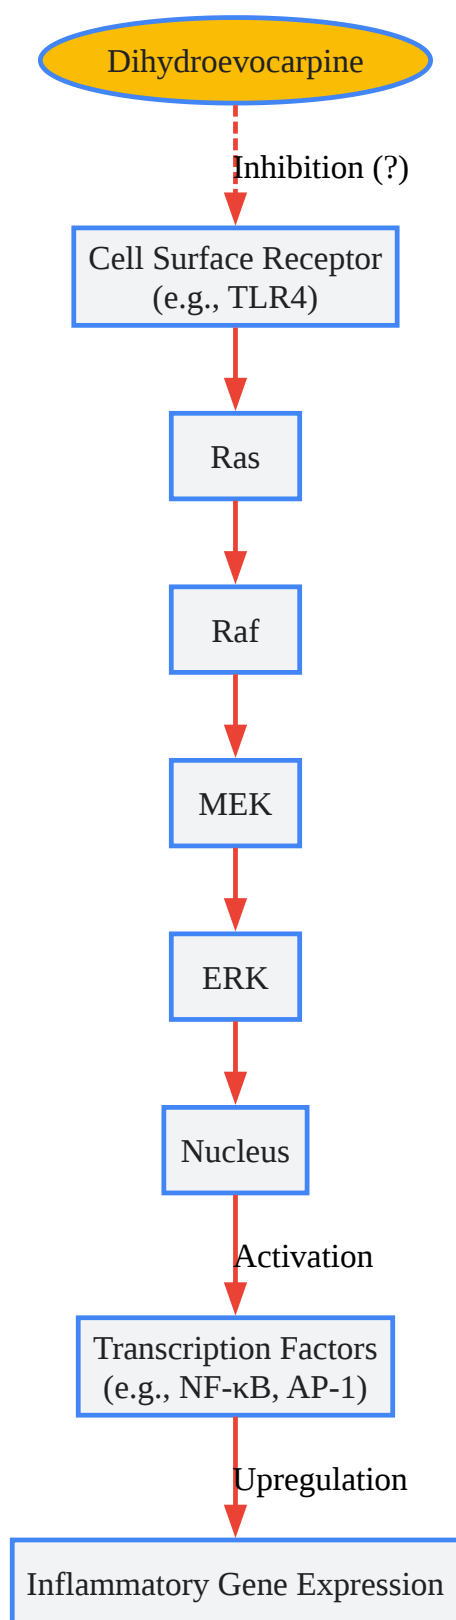 Dihydroevocarpine
Inhibition (?)
Cell Surface Receptor
(e.g., TLR4)
Ras
Raf
MEK
ERK
Nucleus
Activation
Transcription Factors
(e.g., NF-κB, AP-1)
Upregulation
Inflammatory Gene Expression